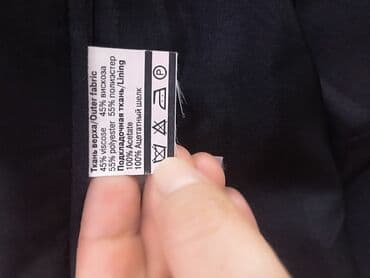 Ткань верха/Outer fabric
45% viscose 45% вискоза
55% polyester 55% полиэстер
Подкладочная ткань/Lining
100% Acetate
100% Ацетатный шелк
P